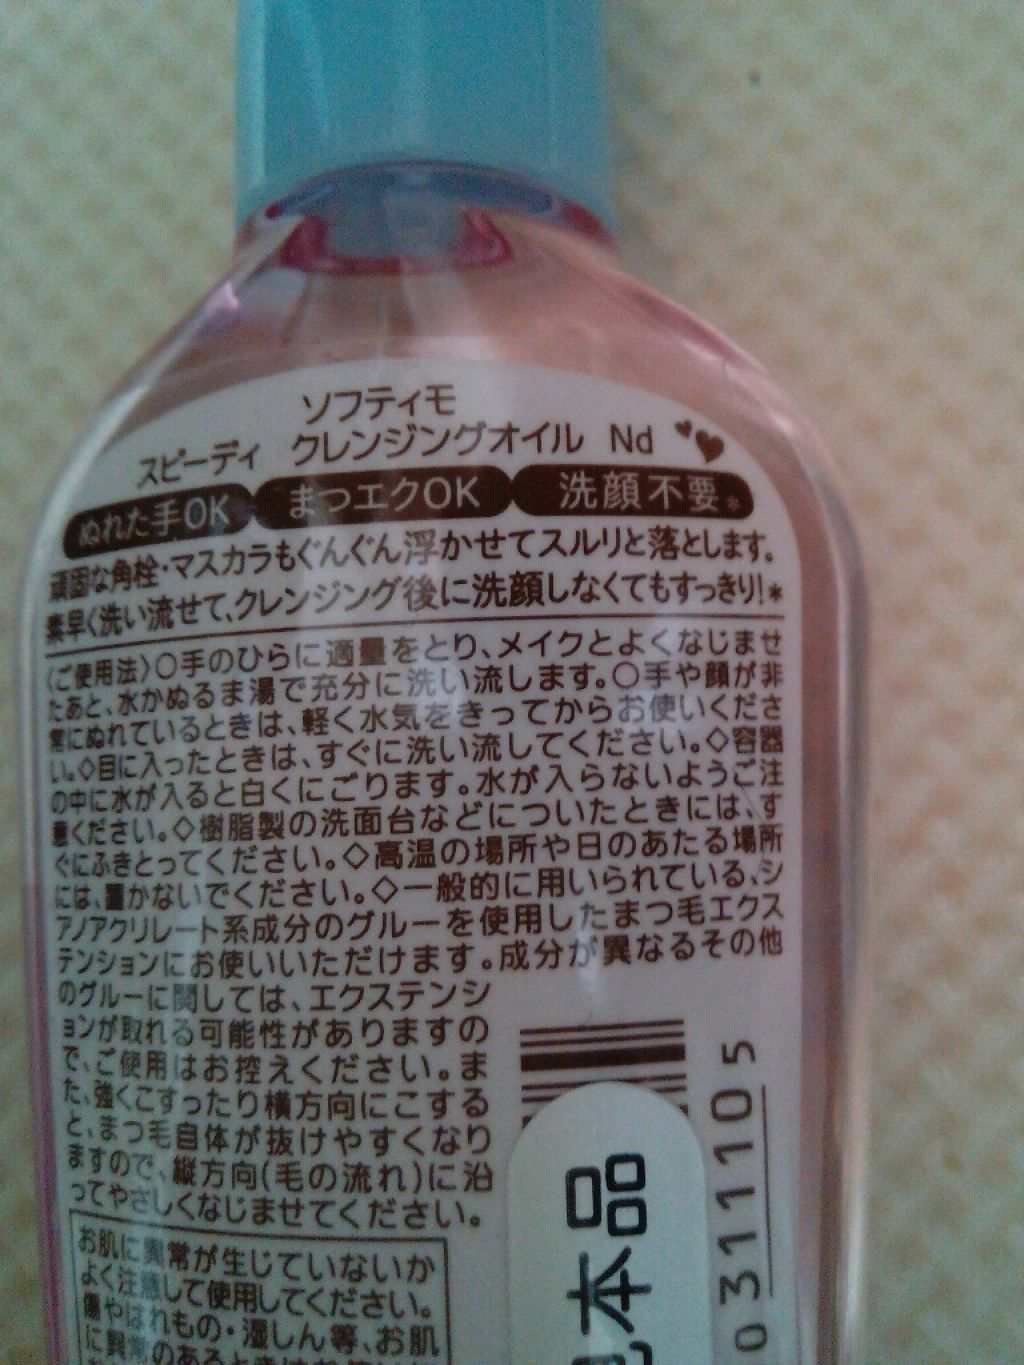 ソフティモ
スピーディ クレンジングオイル Nd
ぬれた手OK まつエクOK 洗顔不要*
頑固な角栓・マスカラもぐんぐん浮かせてスルリと落とします。
素早く洗い流せて、クレンジング後に洗顔しなくてもすっきり!*
〈ご使用法〉○手のひらに適量をとり、メイクとよくなじませ
たあと、水かぬるま湯で充分に洗い流します。○手や顔が非
常にぬれているときは、軽く水気をきってからお使いくださ
い。◇目に入ったときは、すぐに洗い流してください。◇容器
の中に水が入ると白くにごります。水が入らないようご注
意ください。◇樹脂製の洗面台などについたときには、す
ぐにふきとってください。◇高温の場所や日のあたる場所
には、置かないでください。◇一般的に用いられている、シ
アノアクリレート系成分のグルーを使用したまつ毛エクス
テンションにお使いいただけます。成分が異なるその他
のグルーに関しては、エクステンシ
ョンが取れる可能性がありますの
で、ご使用はお控えください。ま
た、強くこすったり横方向にこする
と、まつ毛自体が抜けやすくなり
ますので、縦方向(毛の流れ)に沿
ってやさしくなじませてください。
お肌に異常が生じていないか
よく注意して使用してください。
傷やはれもの・湿しん等、お肌
に異常のあるときは
本品
0311105